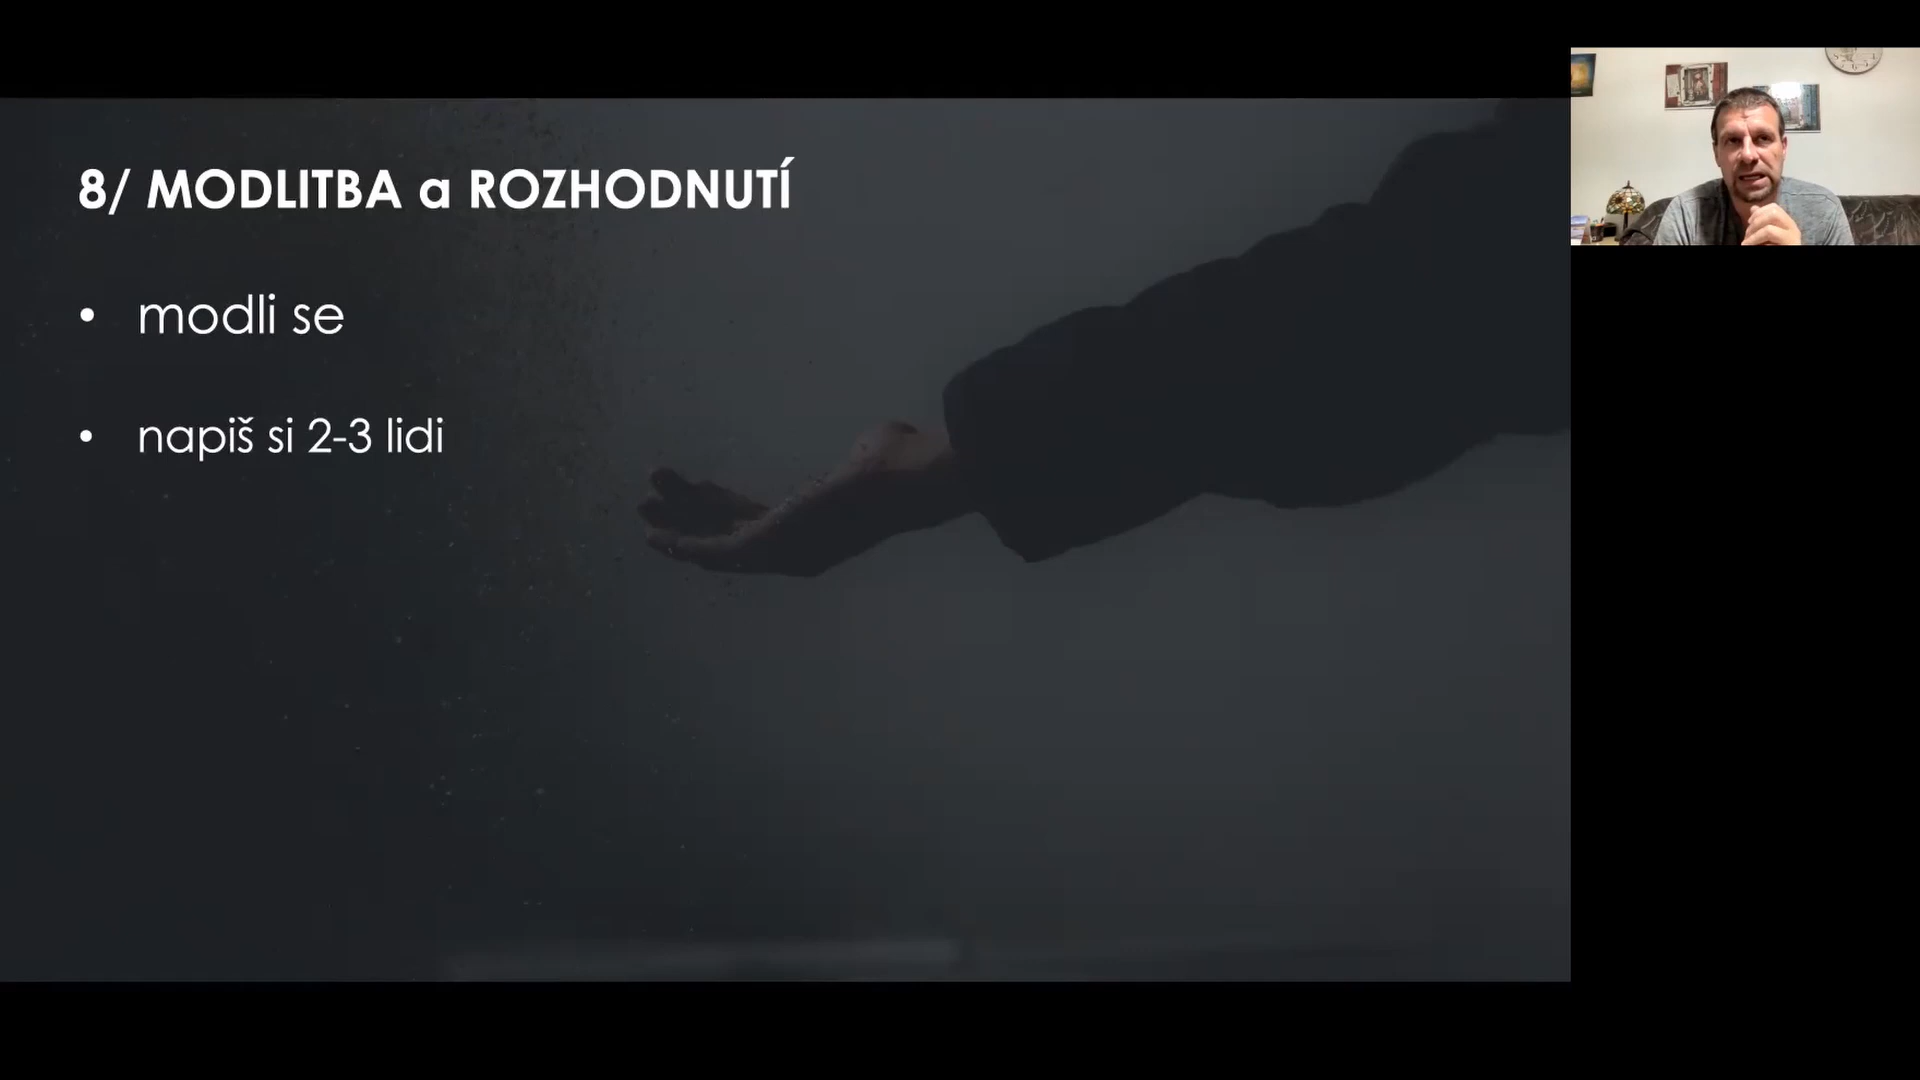 8/ MODLITBA a ROZHODNUTÍ
• modli se
• napiš si 2-3 lidi